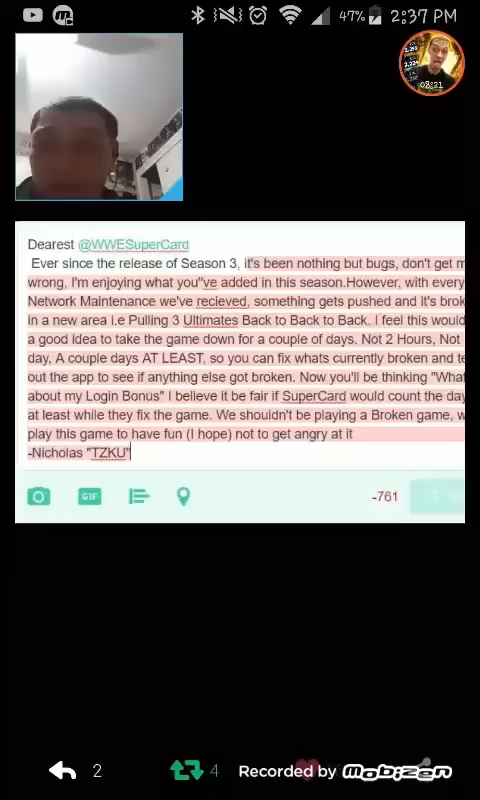 47% 2:37 PM
08:21
Dearest @WWESuperCard
Ever since the release of Season 3, it's been nothing but bugs, don't get m
wrong, I'm enjoying what you"ve added in this season.However, with every
Network Maintenance we've recieved, something gets pushed and it's brok
in a new area i.e Pulling 3 Ultimates Back to Back to Back. I feel this would
a good idea to take the game down for a couple of days. Not 2 Hours, Not
day, A couple days AT LEAST, so you can fix whats currently broken and te
out the app to see if anything else got broken. Now you'll be thinking "What
about my Login Bonus" I believe it be fair if SuperCard would count the day
at least while they fix the game. We shouldn't be playing a Broken game, w
play this game to have fun (I hope) not to get angry at it
-Nicholas "TZKU"
GIF -761
2 4 Recorded by Mobizen